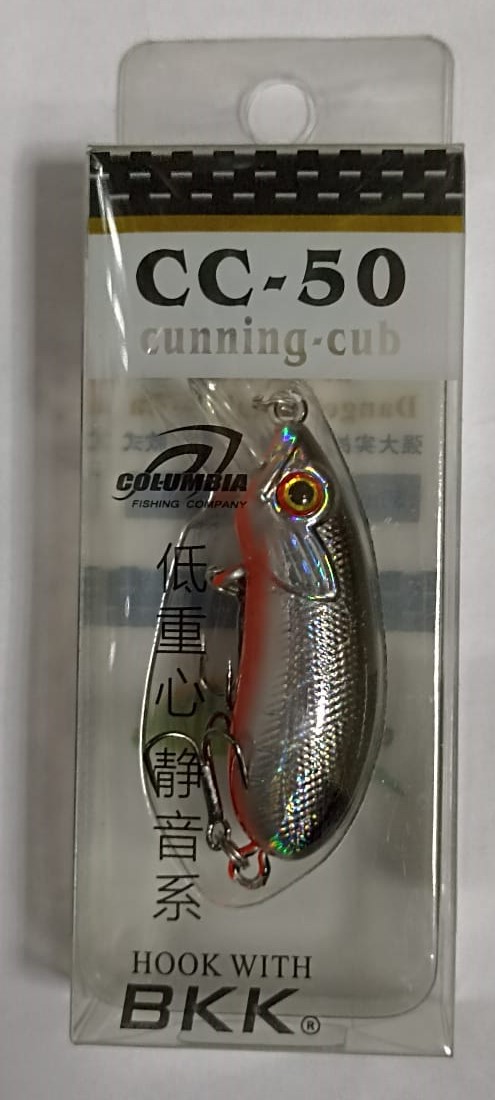 CC-50
cunning-cub
COLUMBIA
FISHING COMPANY
低重心静音系
HOOK WITH
BKK®